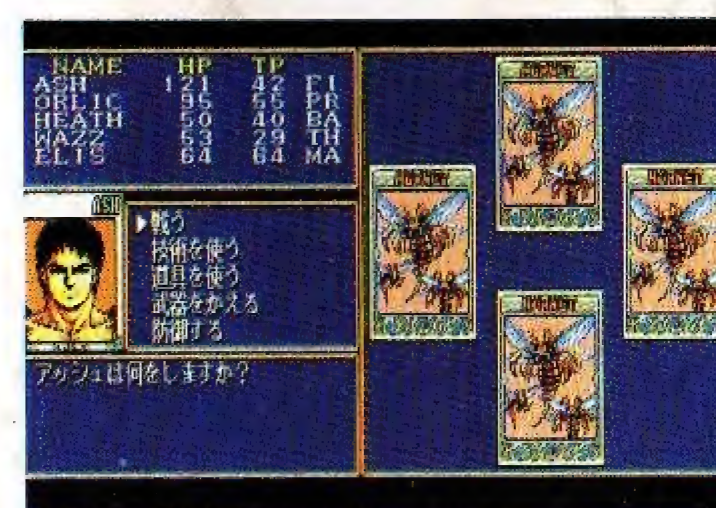 NAME HP TP
ASH 121 42 FI
ORLIC 95 55 PR
HEATH 50 40 BA
WAZZ 53 29 TH
ELIS 64 64 MA
ASH
▶戦う
技術を使う
道具を使う
武器をかえる
防御する
アッシュは何をしますか?
HORNET
HORNET
HORNET
HORNET